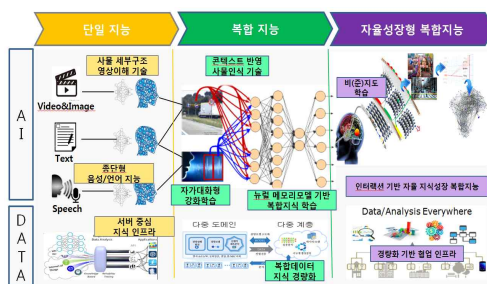 단일 지능
복합 지능
자율성장형 복합지능
AI
사물 세부구조
영상이해 기술
Video&Image
Text
종단형
음성/언어 지능
Speech
콘텍스트 반영
사물인식 기술
자가대화형
강화학습
뉴럴 메모리모델 기반
복합지식 학습
비(준)지도
학습
인터랙션 기반 자율 지식성장 복합지능
DATA
서버 중심
지식 인프라
다중 도메인
다중 계층
복합데이터
지식 경량화
Data/Analysis Everywhere
경량화 기반 협업 인프라